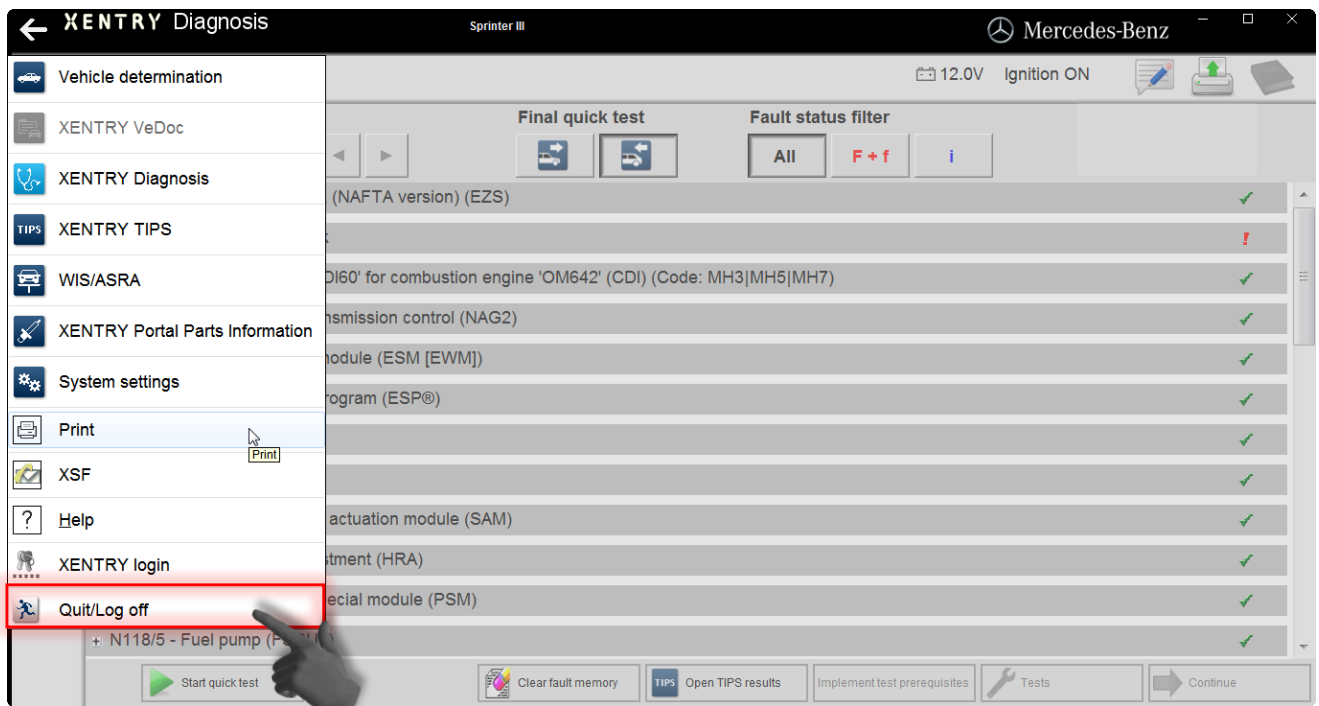 XENTRY Diagnosis
Sprinter III
Mercedes-Benz
Vehicle determination
XENTRY VeDoc
XENTRY Diagnosis
TIPS XENTRY TIPS
WIS/ASRA
XENTRY Portal Parts Information
System settings
Print
Print
XSF
? Help
XENTRY login
Quit/Log off
12.0V Ignition ON
Final quick test
Fault status filter
All F + f i
(NAFTA version) (EZS)
!
DI60' for combustion engine 'OM642' (CDI) (Code: MH3|MH5|MH7)
nsmission control (NAG2)
module (ESM [EWM])
rogram (ESP®)
actuation module (SAM)
stment (HRA)
ecial module (PSM)
+ N118/5 - Fuel pump
Start quick test
Clear fault memory
TIPS Open TIPS results
Implement test prerequisites
Tests
Continue